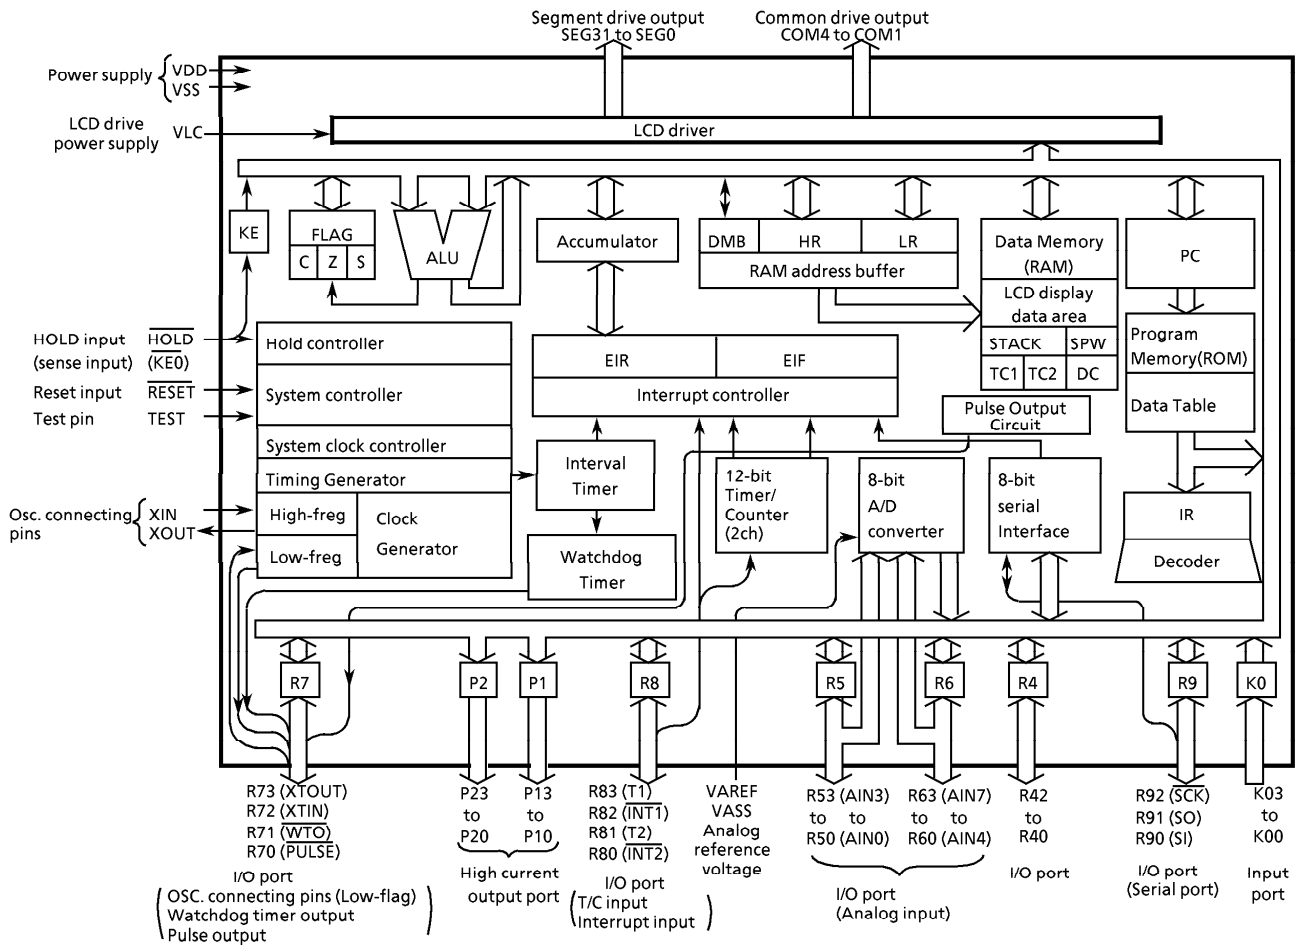 Segment drive output
SEG31 to SEG0
Common drive output
COM4 to COM1
Power supply
VDD
VSS
LCD drive
power supply
VLC
LCD driver
KE
FLAG
C Z S
ALU
Accumulator
DMB HR LR
RAM address buffer
Data Memory
(RAM)
LCD display
data area
STACK SPW
TC1 TC2 DC
PC
Program
Memory(ROM)
Data Table
HOLD input HOLD
(sense input) (KE0)
Reset input RESET
Test pin TEST
Hold controller
System controller
System clock controller
Timing Generator
High-freg
Low-freg
Clock
Generator
Osc. connecting
pins
XIN
XOUT
EIR EIF
Interrupt controller
Pulse Output
Circuit
Interval
Timer
Watchdog
Timer
12-bit
Timer/
Counter
(2ch)
8-bit
A/D
converter
8-bit
serial
Interface
IR
Decoder
R7 P2 P1 R8 R5 R6 R4 R9 K0
R73 (XTOUT)
R72 (XTIN)
R71 (WTO)
R70 (PULSE)
I/O port
OSC. connecting pins (Low-flag)
Watchdog timer output
Pulse output
P23
to
P20
P13
to
P10
High current
output port
R83 (T1)
R82 (INT1)
R81 (T2)
R80 (INT2)
I/O port
T/C input
Interrupt input
VAREF
VASS
Analog
reference
voltage
R53 (AIN3)
to to
R50 (AIN0)
R63 (AIN7)
to to
R60 (AIN4)
I/O port
(Analog input)
R42
to
R40
I/O port
R92 (SCK)
R91 (SO)
R90 (SI)
I/O port
(Serial port)
K03
to
K00
Input
port